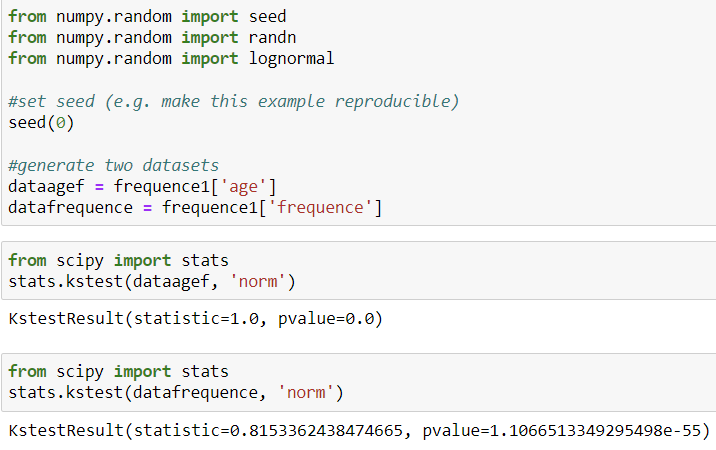 from numpy.random import seed
from numpy.random import randn
from numpy.random import lognormal
#set seed (e.g. make this example reproducible)
seed(0)
#generate two datasets
dataagef = frequence1['age']
datafrequence = frequence1['frequence']
from scipy import stats
stats.kstest(dataagef, 'norm')
KstestResult(statistic=1.0, pvalue=0.0)
from scipy import stats
stats.kstest(datafrequence, 'norm')
KstestResult(statistic=0.8153362438474665, pvalue=1.1066513349295498e-55)